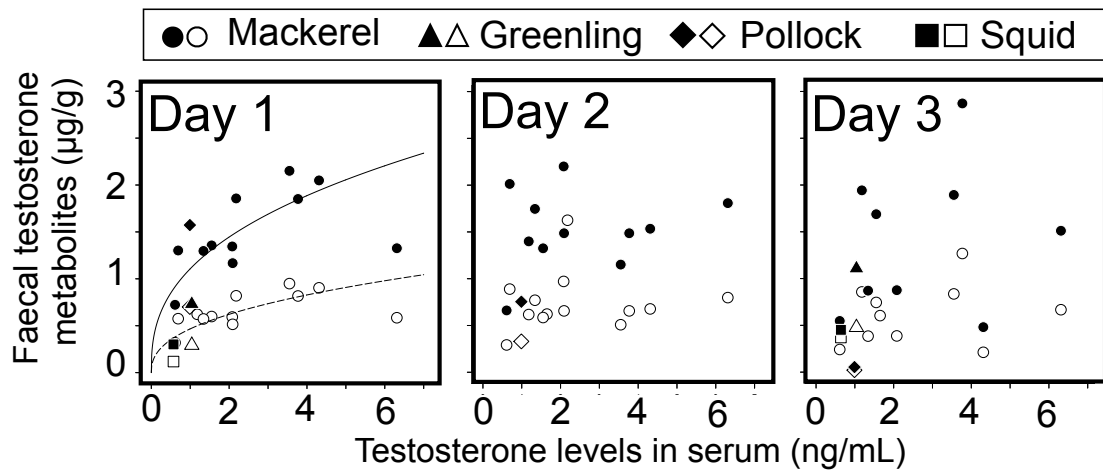 Mackerel Greenling Pollock Squid
Faecal testosterone
metabolites (µg/g)
3
2
1
0
Day 1 Day 2 Day 3
0 2 4 6 0 2 4 6 0 2 4 6
Testosterone levels in serum (ng/mL)